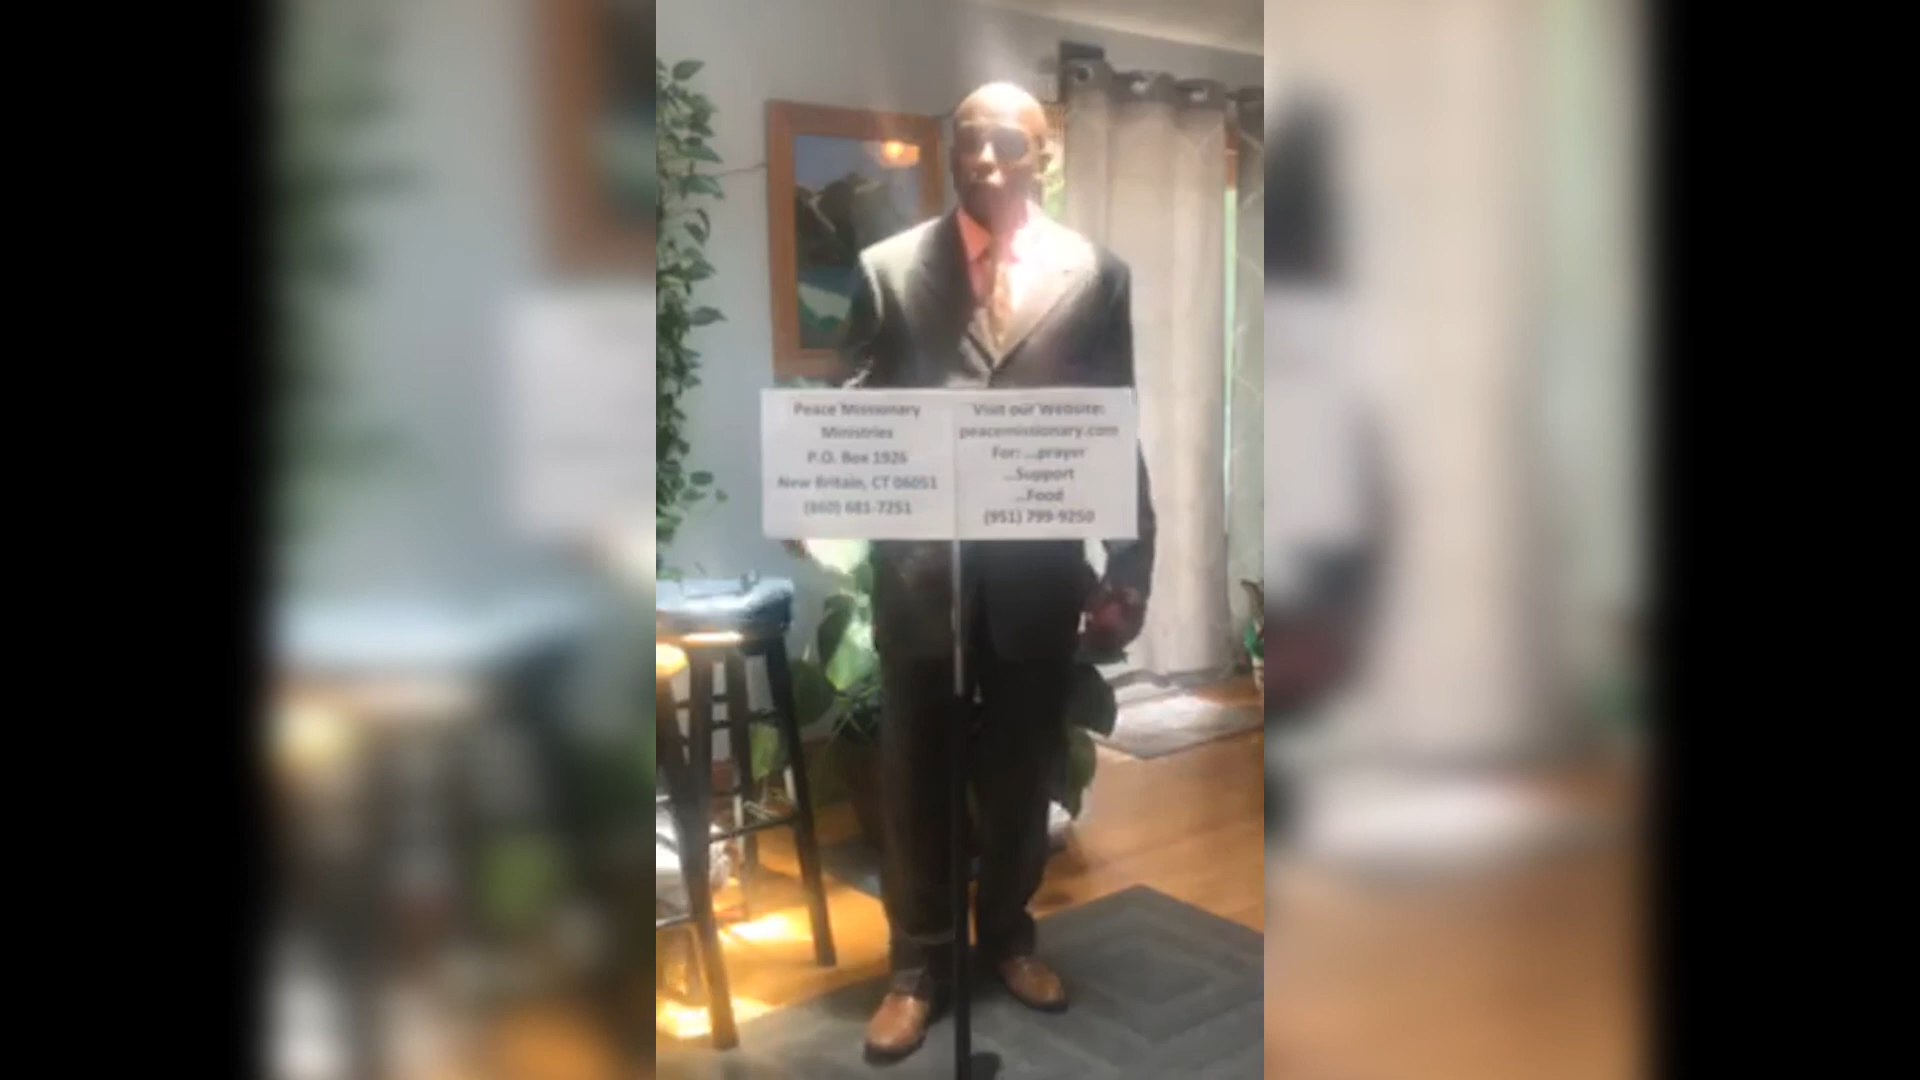 Peace Missionary
Ministries
P.O. Box 1926
New Britain, CT 06051
(860) 681-7251
Visit our Website:
peacemissionary.com
For: ...prayer
...Support
...Food
(951) 799-9250